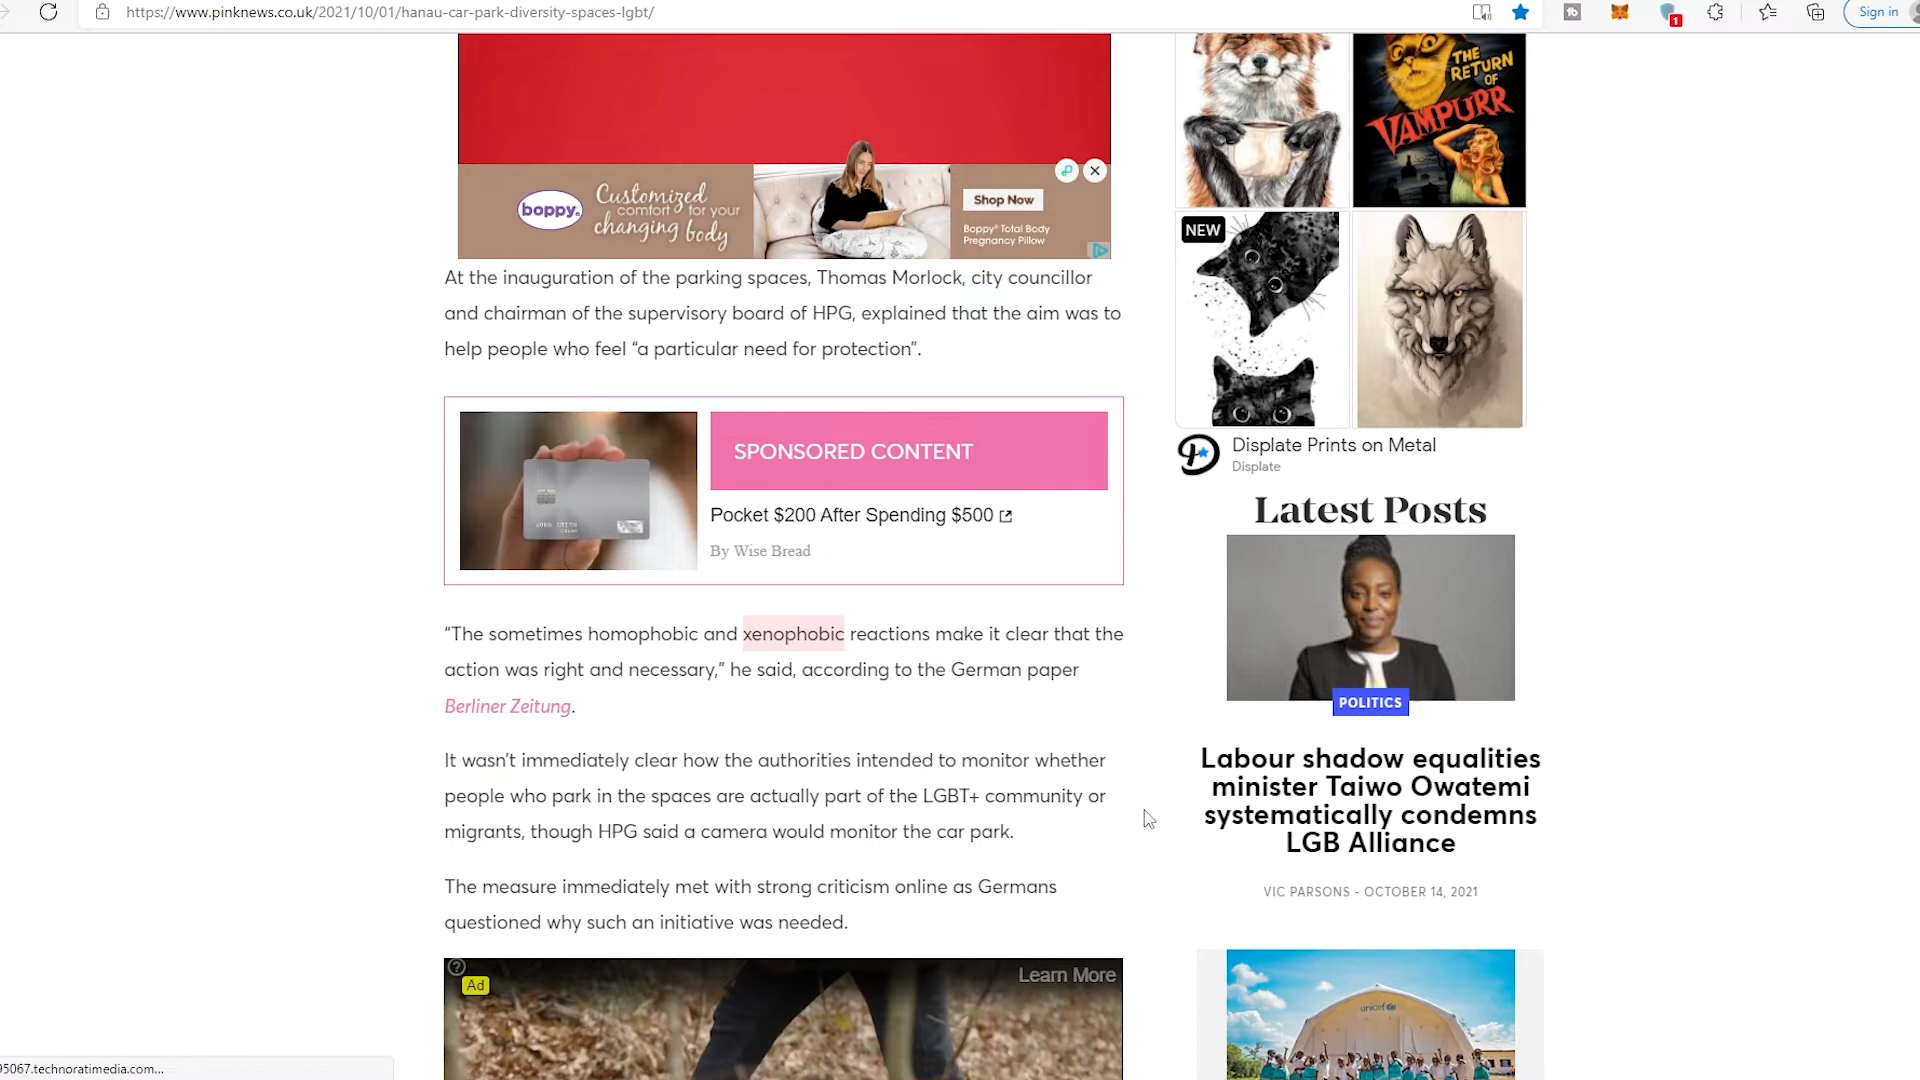 https://www.pinknews.co.uk/2021/10/01/hanau-car-park-diversity-spaces-lgbt/
1
Sign in
boppy.
Customized
comfort for your
changing body
Shop Now
Boppy® Total Body
Pregnancy Pillow
At the inauguration of the parking spaces, Thomas Morlock, city councillor
and chairman of the supervisory board of HPG, explained that the aim was to
help people who feel “a particular need for protection”.
SPONSORED CONTENT
Pocket $200 After Spending $500
By Wise Bread
JOHN SMITH
“The sometimes homophobic and xenophobic reactions make it clear that the
action was right and necessary,” he said, according to the German paper
Berliner Zeitung.
It wasn’t immediately clear how the authorities intended to monitor whether
people who park in the spaces are actually part of the LGBT+ community or
migrants, though HPG said a camera would monitor the car park.
The measure immediately met with strong criticism online as Germans
questioned why such an initiative was needed.
?
Ad
Learn More
95067.technoratimedia.com...
THE
RETURN
OF
VAMPURR
NEW
Displate Prints on Metal
Displate
Latest Posts
POLITICS
Labour shadow equalities
minister Taiwo Owatemi
systematically condemns
LGB Alliance
VIC PARSONS - OCTOBER 14, 2021
unicef